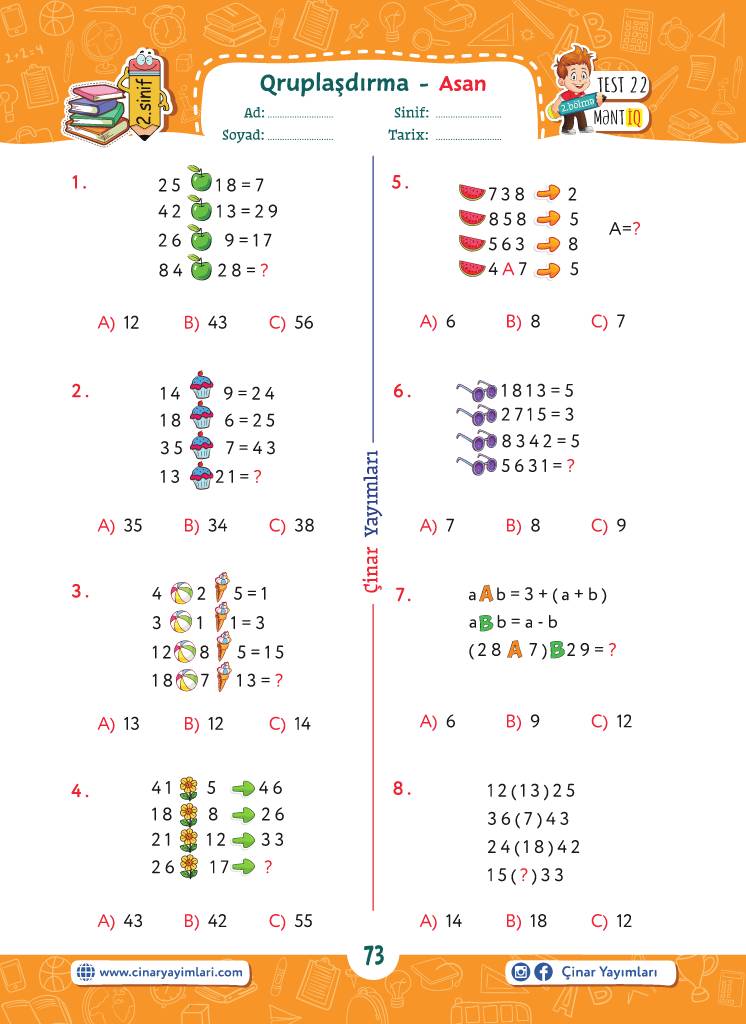 2.sinif
Qruplaşdırma - Asan
Ad: ..................
Sinif: ..................
Soyad: ..................
Tarix: ..................
2.bölmə
TEST 22
MƏNTİQ
1.
25 18 = 7
42 13 = 29
26 9 = 17
84 28 = ?
A) 12 B) 43 C) 56
2.
14 9 = 24
18 6 = 25
35 7 = 43
13 21 = ?
A) 35 B) 34 C) 38
3.
4 2 5 = 1
3 1 1 = 3
12 8 5 = 15
18 7 13 = ?
A) 13 B) 12 C) 14
4.
41 5 46
18 8 26
21 12 33
26 17 ?
A) 43 B) 42 C) 55
Çinar Yayımları
5.
738 2
858 5
563 8
4A7 5
A=?
A) 6 B) 8 C) 7
6.
1813 = 5
2715 = 3
8342 = 5
5631 = ?
A) 7 B) 8 C) 9
7.
a A b = 3 + ( a + b )
a B b = a - b
( 28 A 7 ) B 29 = ?
A) 6 B) 9 C) 12
8.
12 ( 13 ) 25
36 ( 7 ) 43
24 ( 18 ) 42
15 ( ? ) 33
A) 14 B) 18 C) 12
73
www.cinaryayimlari.com
Çinar Yayımları